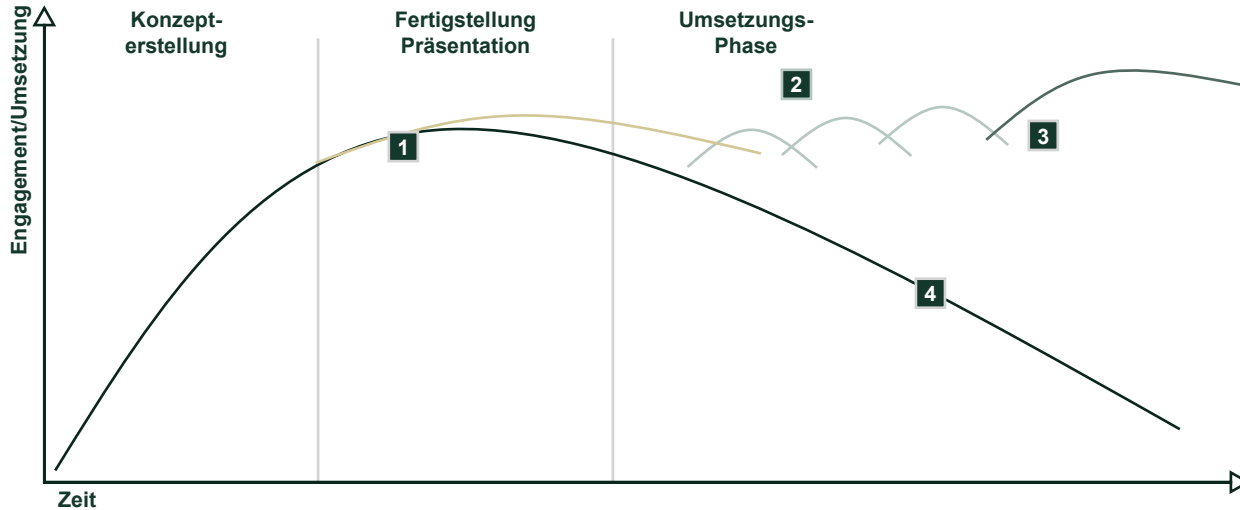 Konzept-
erstellung
Fertigstellung
Präsentation
Umsetzungs-
Phase
Engagement/Umsetzung
1
2
3
4
Zeit